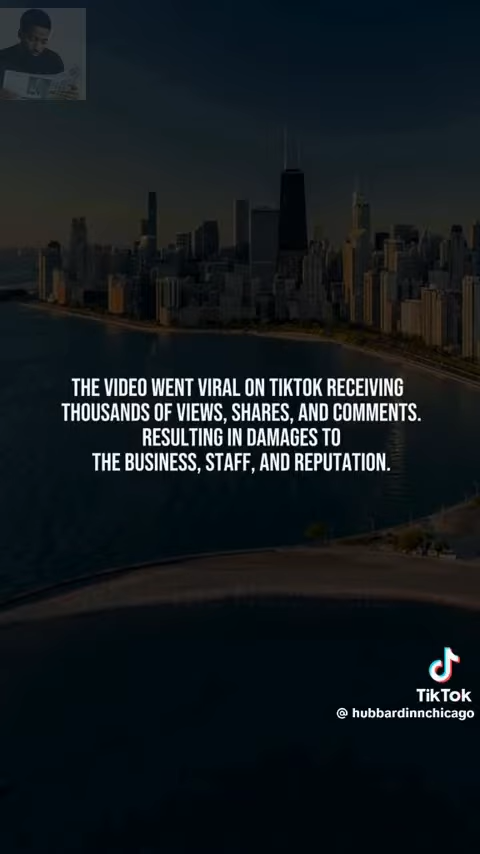 THE VIDEO WENT VIRAL ON TIKTOK RECEIVING
THOUSANDS OF VIEWS, SHARES, AND COMMENTS.
RESULTING IN DAMAGES TO
THE BUSINESS, STAFF, AND REPUTATION.
TikTok
@ hubbardinnchicago